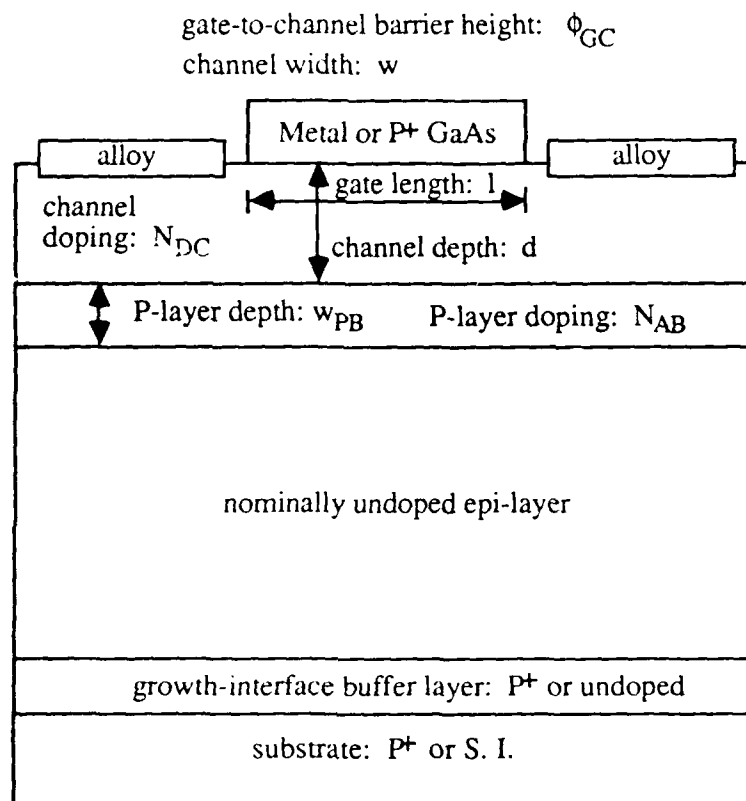 gate-to-channel barrier height: ϕGC
channel width: w
Metal or P+ GaAs
alloy
alloy
gate length: l
channel
doping: NDC
channel depth: d
P-layer depth: wPB
P-layer doping: NAB
nominally undoped epi-layer
growth-interface buffer layer: P+ or undoped
substrate: P+ or S. I.